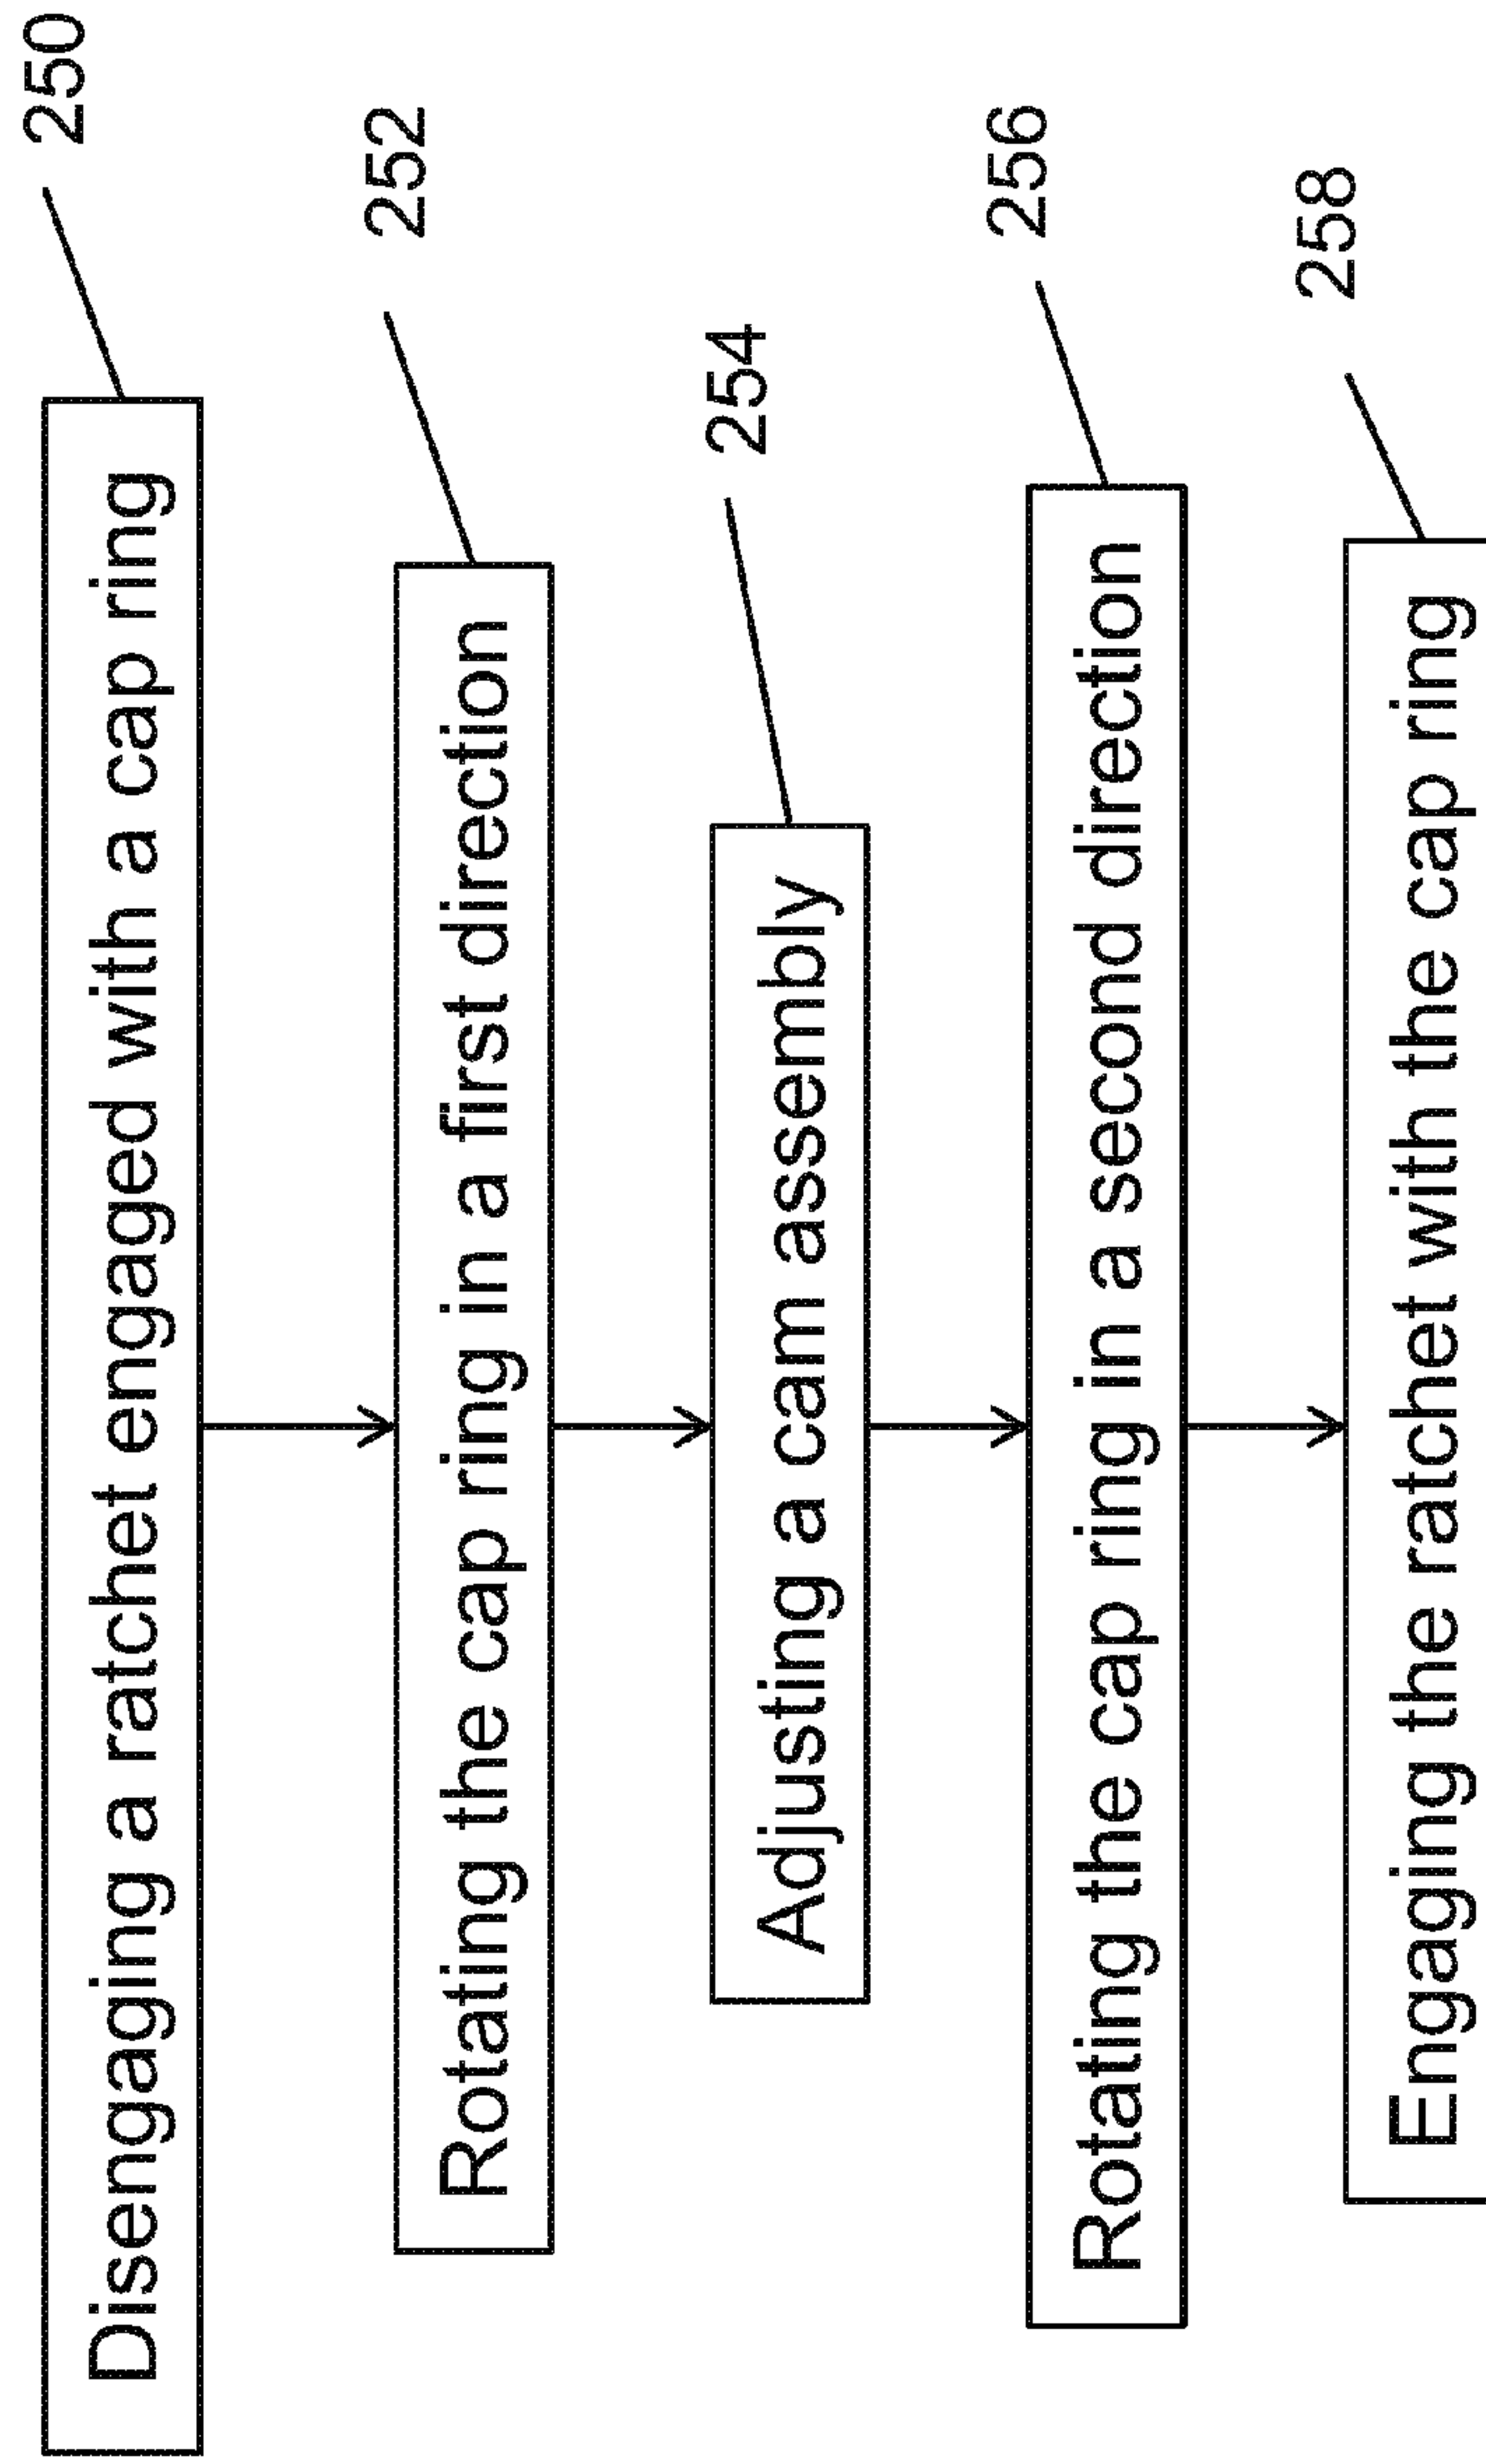 Disengaging a ratchet engaged with a cap ring
250
Rotating the cap ring in a first direction
252
Adjusting a cam assembly
254
Rotating the cap ring in a second direction
256
Engaging the ratchet with the cap ring
258